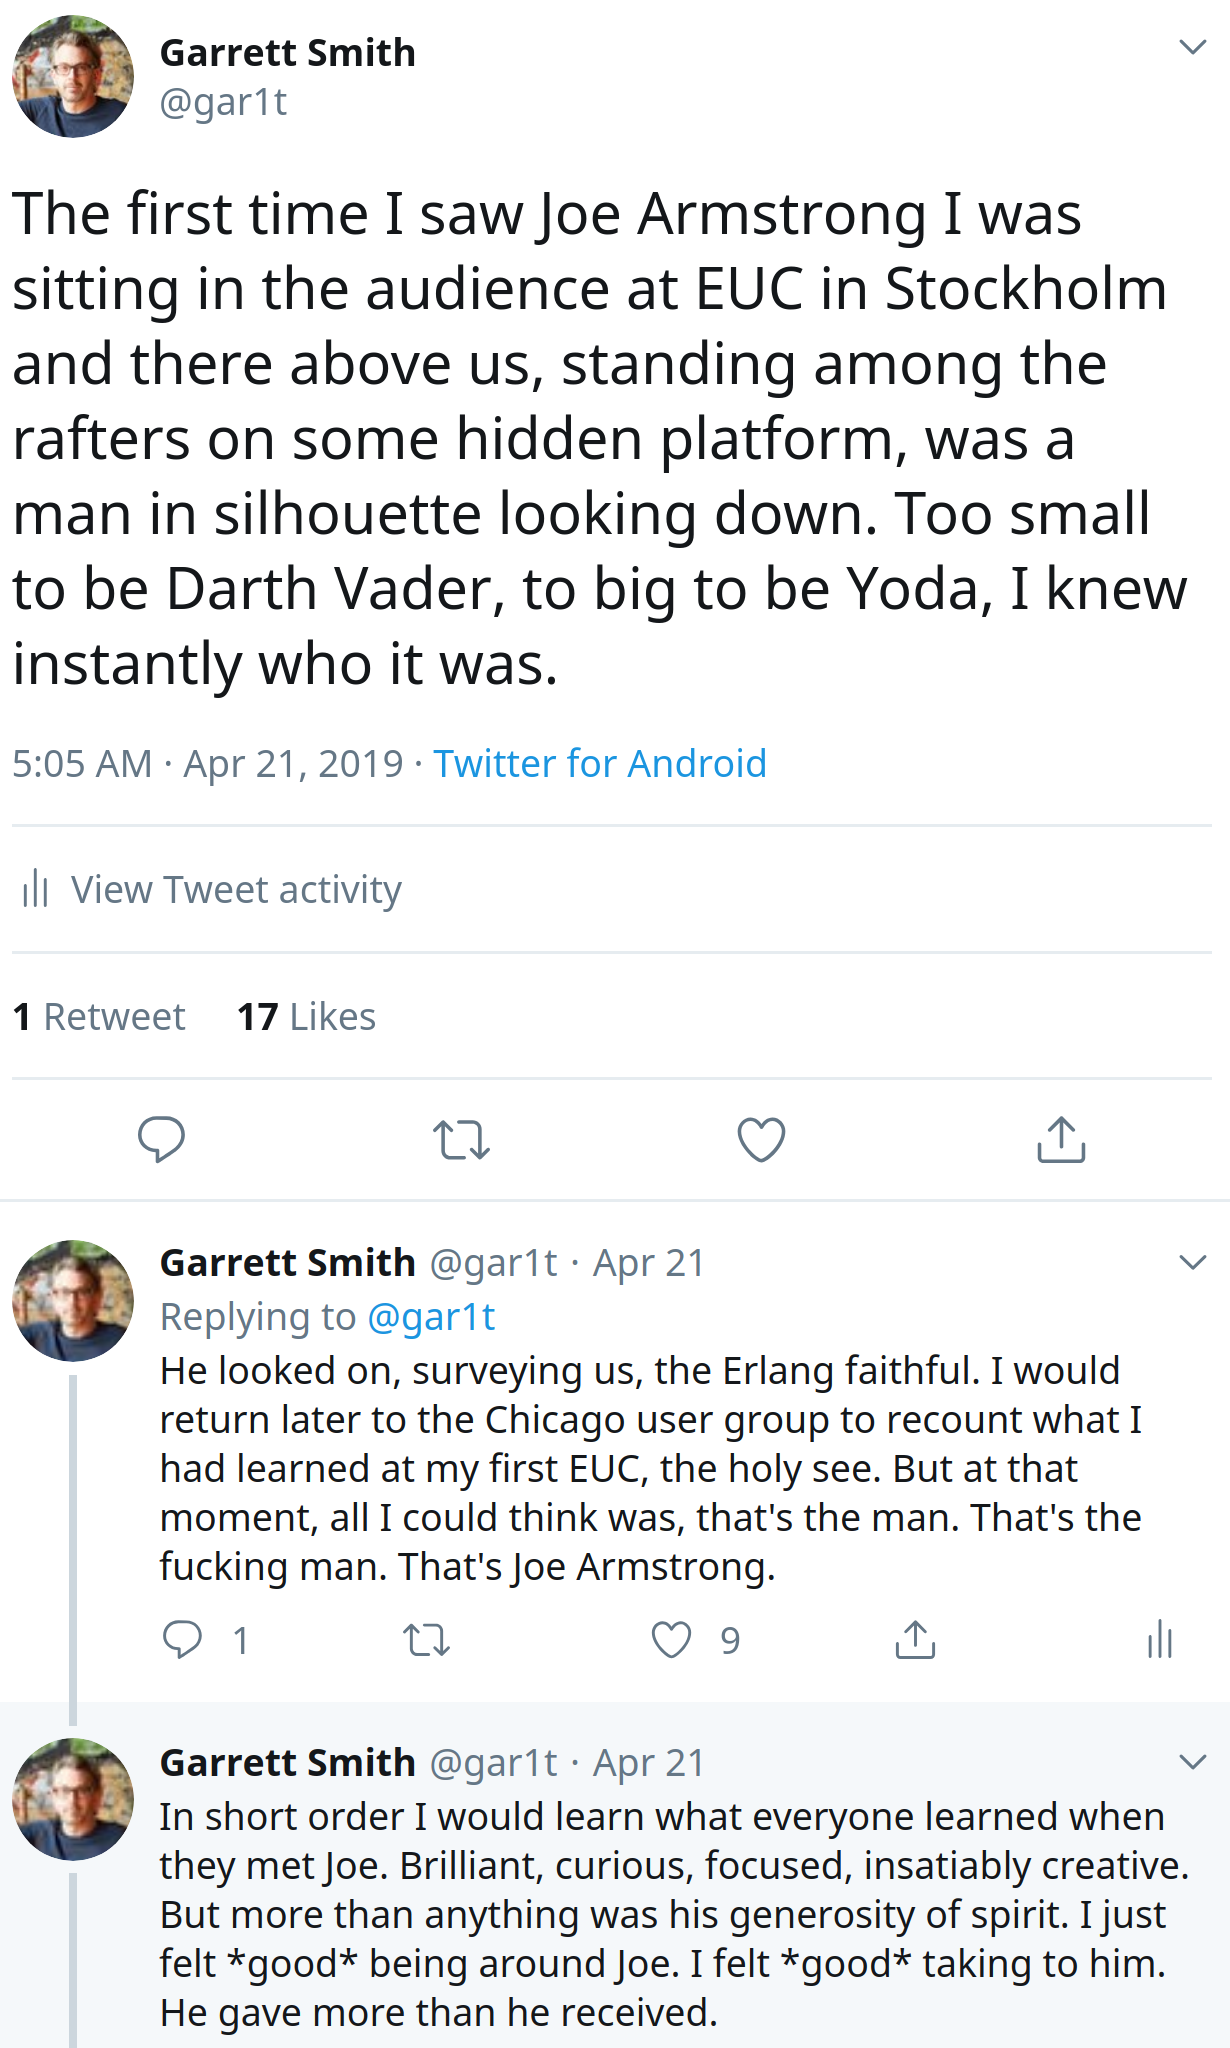 Garrett Smith
@gar1t
The first time I saw Joe Armstrong I was
sitting in the audience at EUC in Stockholm
and there above us, standing among the
rafters on some hidden platform, was a
man in silhouette looking down. Too small
to be Darth Vader, to big to be Yoda, I knew
instantly who it was.
5:05 AM · Apr 21, 2019 · Twitter for Android
View Tweet activity
1 Retweet 17 Likes
Garrett Smith @gar1t · Apr 21
Replying to @gar1t
He looked on, surveying us, the Erlang faithful. I would
return later to the Chicago user group to recount what I
had learned at my first EUC, the holy see. But at that
moment, all I could think was, that's the man. That's the
fucking man. That's Joe Armstrong.
1 9
Garrett Smith @gar1t · Apr 21
In short order I would learn what everyone learned when
they met Joe. Brilliant, curious, focused, insatiably creative.
But more than anything was his generosity of spirit. I just
felt *good* being around Joe. I felt *good* taking to him.
He gave more than he received.